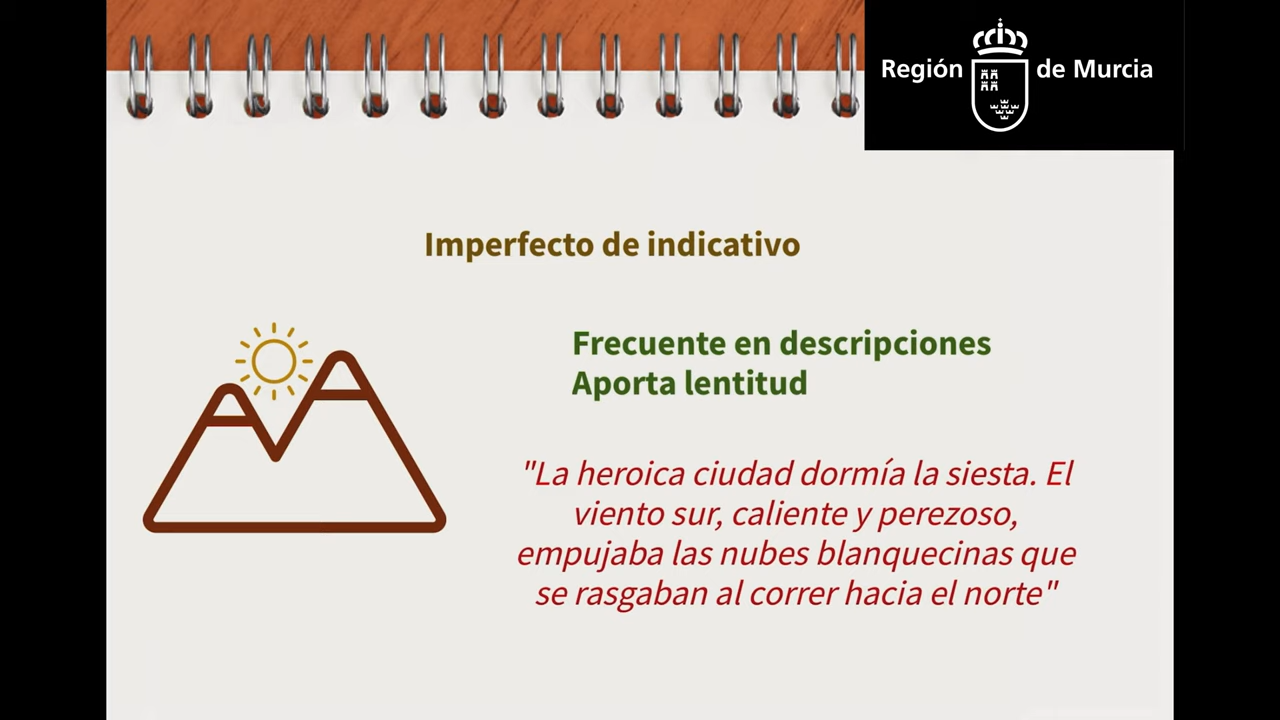 Región de Murcia
Imperfecto de indicativo
Frecuente en descripciones
Aporta lentitud
"La heroica ciudad dormía la siesta. El
viento sur, caliente y perezoso,
empujaba las nubes blanquecinas que
se rasgaban al correr hacia el norte"